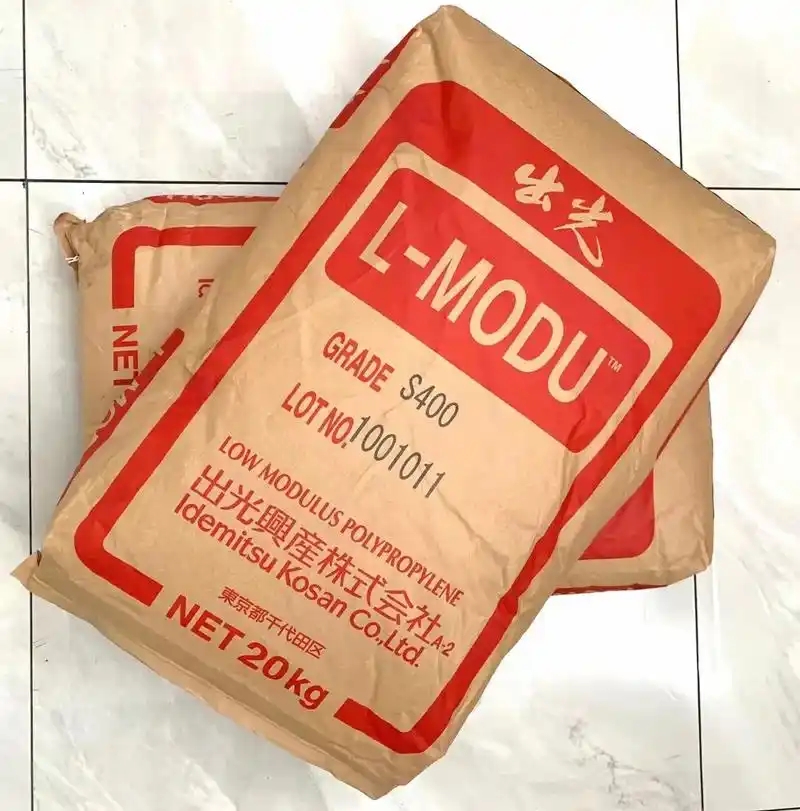 出光
L-MODU™
GRADE S400
LOT NO. 1001011
LOW MODULUS POLYPROPYLENE
出光興産株式会社 A-2
Idemitsu Kosan Co.,Ltd.
東京都千代田区
NET 20kg
NET